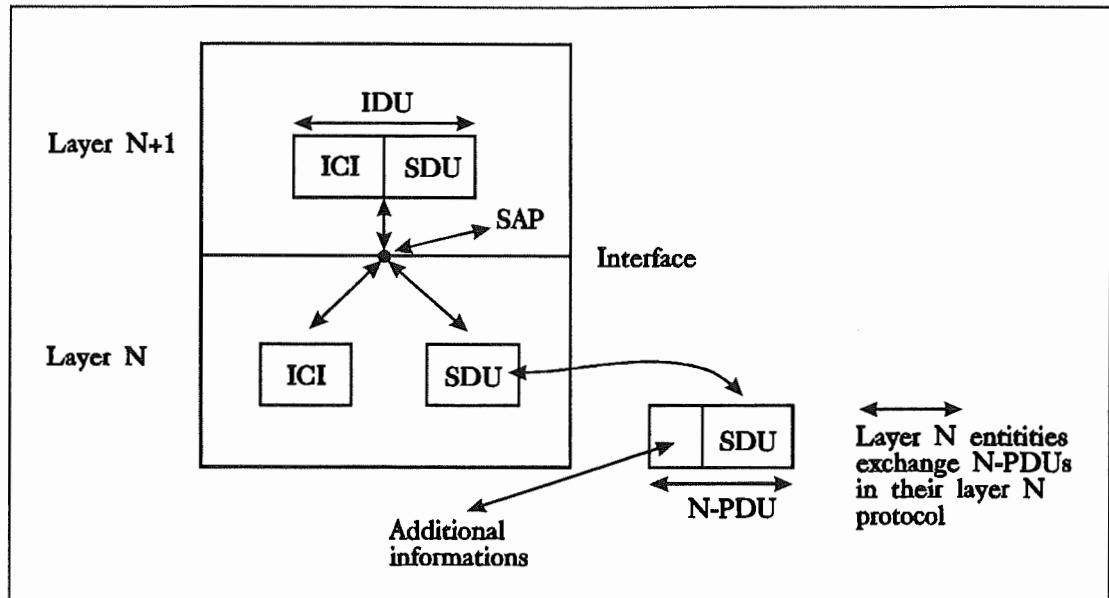 IDU
Layer N+1
ICI
SDU
SAP
Interface
Layer N
ICI
SDU
SDU
N-PDU
Layer N entitities
exchange N-PDUs
in their layer N
protocol
Additional
informations